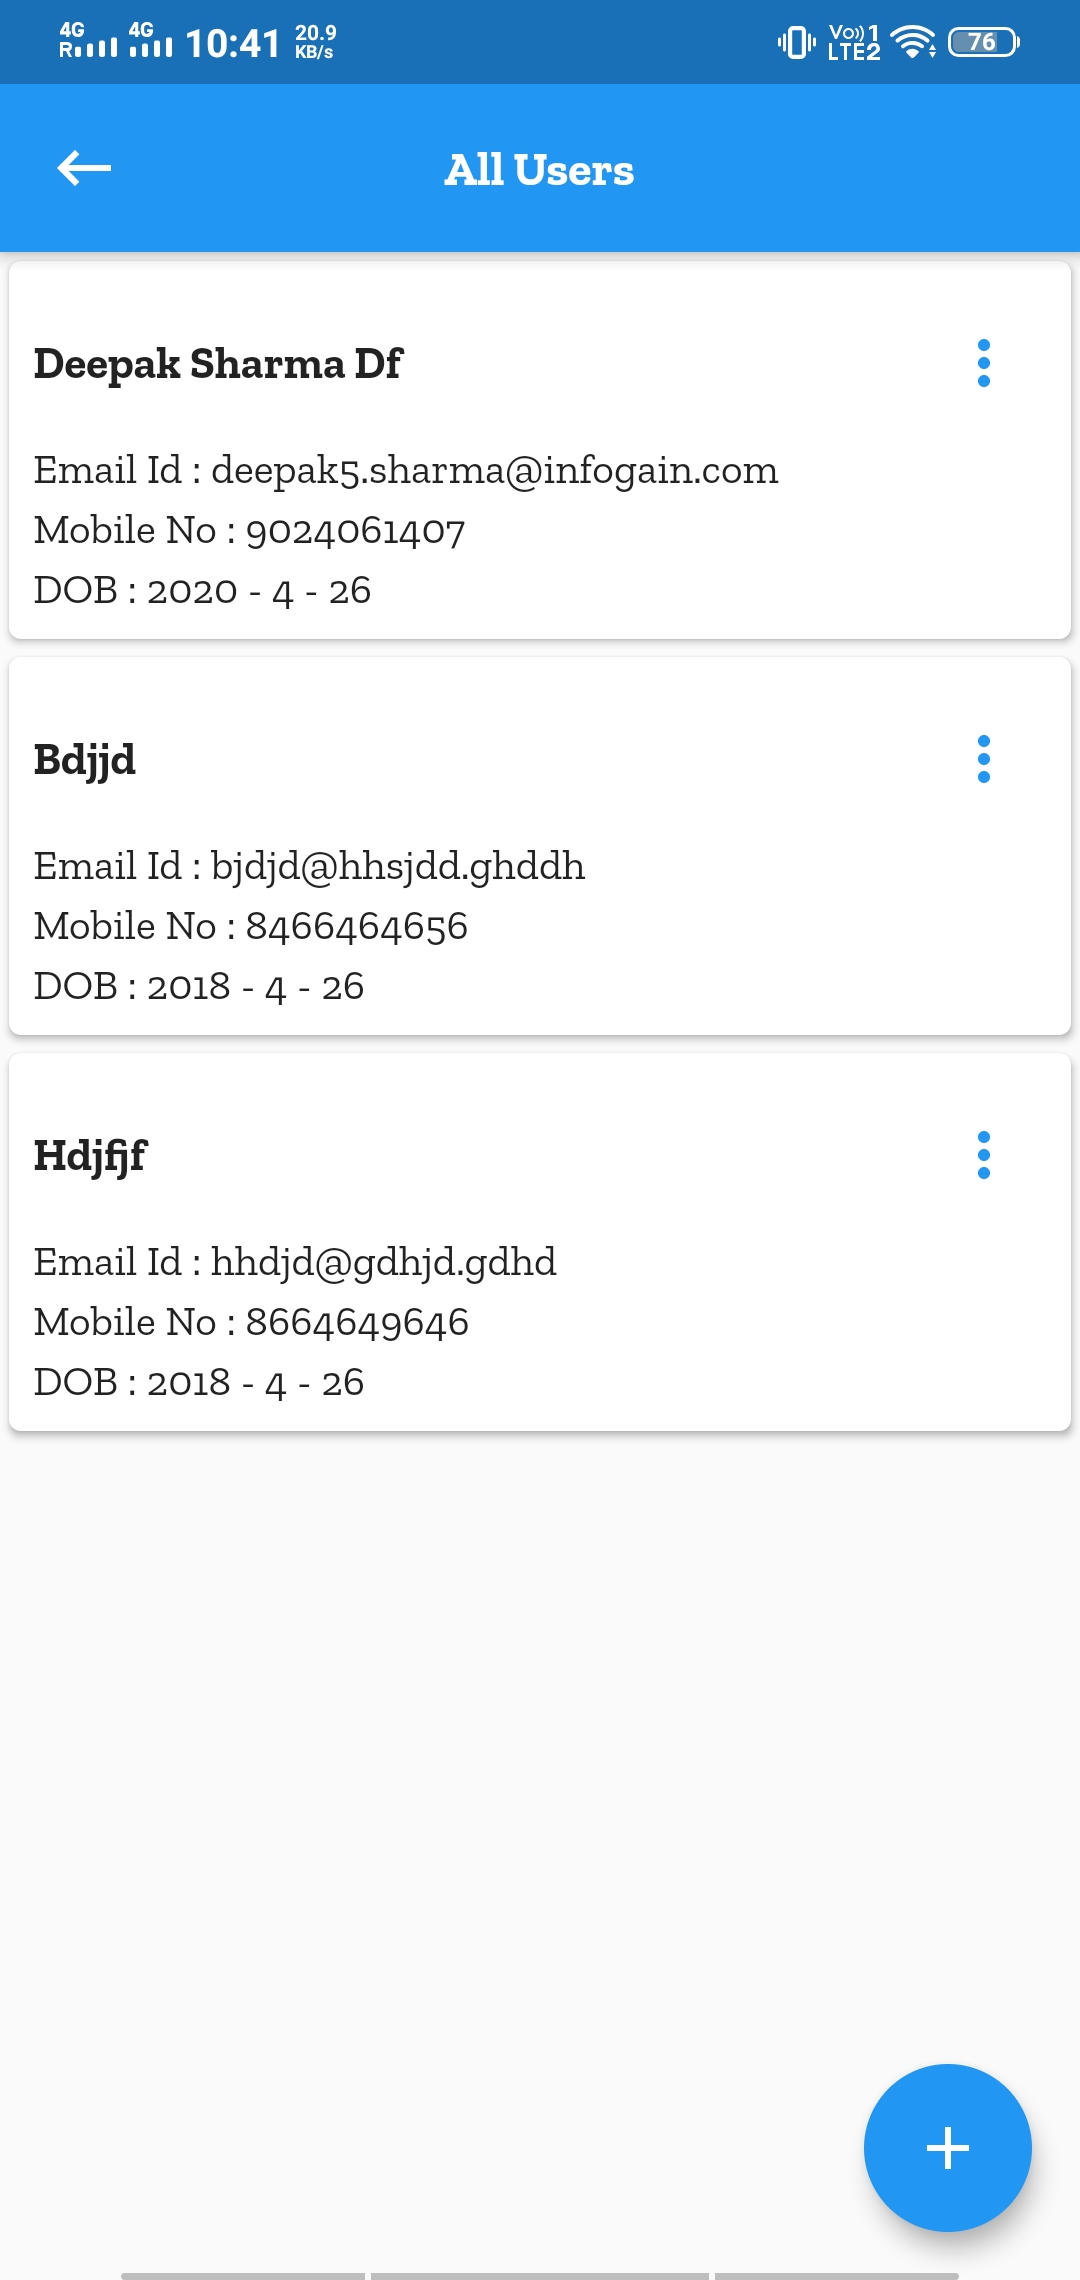 4G R 4G 10:41 20.9 KB/s Vo)) 1 LTE2 76
All Users
Deepak Sharma Df
Email Id : deepak5.sharma@infogain.com
Mobile No : 9024061407
DOB : 2020 - 4 - 26
Bdjjd
Email Id : bjdjd@hhsjdd.ghddh
Mobile No : 8466464656
DOB : 2018 - 4 - 26
Hdjfjf
Email Id : hhdjd@gdhjd.gdhd
Mobile No : 8664649646
DOB : 2018 - 4 - 26